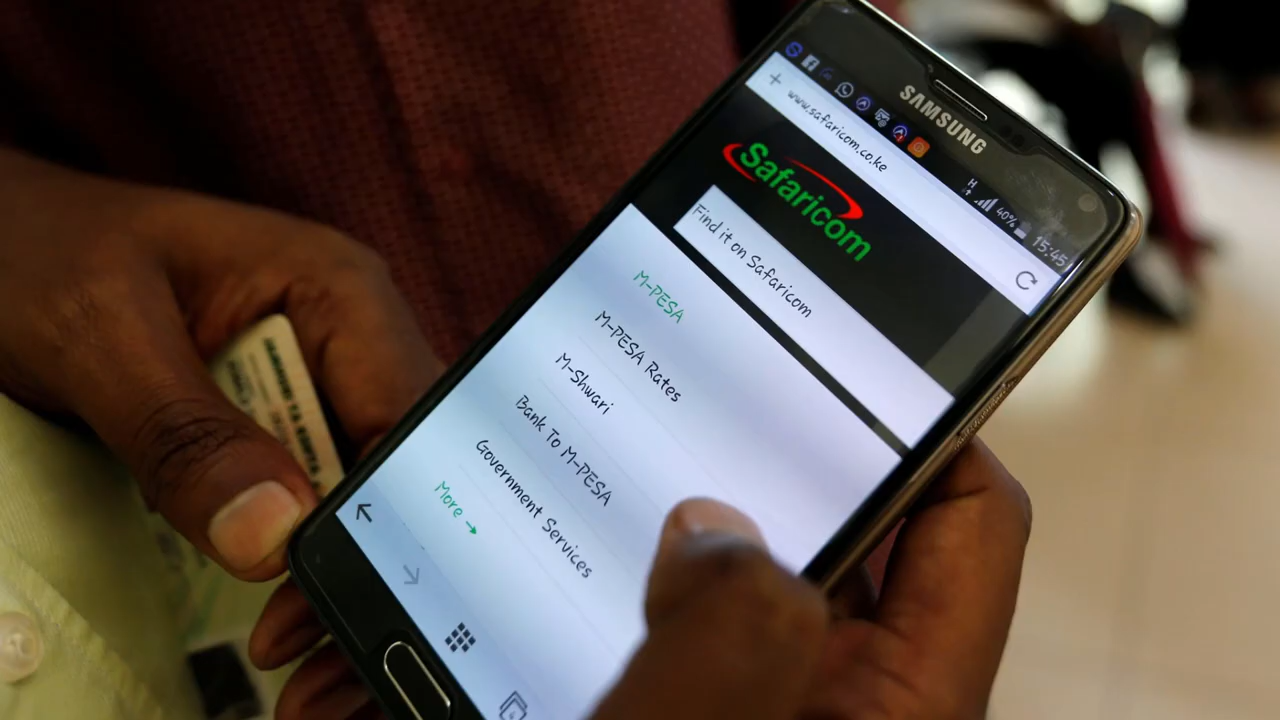 SAMSUNG
40%
15:45
www.safaricom.co.ke
Safaricom
Find it on Safaricom
M-PESA
M-PESA Rates
M-Shwari
Bank To M-PESA
Government Services
More →